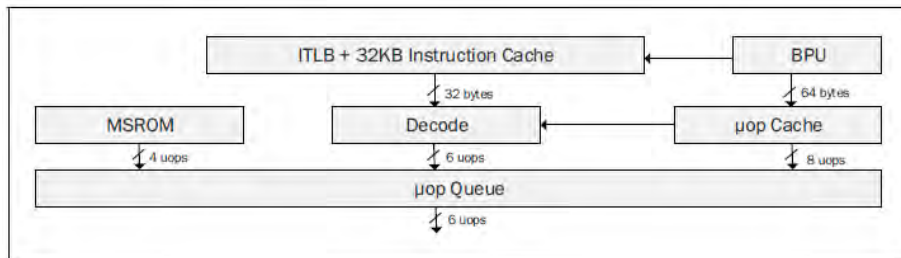 ITLB + 32KB Instruction Cache
BPU
32 bytes
64 bytes
MSROM
Decode
µop Cache
4 uops
6 uops
8 uops
µop Queue
6 uops